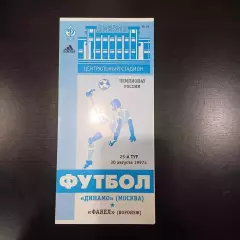 ЦЕНТРАЛЬНЫЙ СТАДИОН
ЧЕМПИОНАТ
РОССИИ
25-й ТУР
30 августа 1997 г.
ФУТБОЛ
«ДИНАМО» (МОСКВА)
«ФАКЕЛ» (ВОРОНЕЖ)